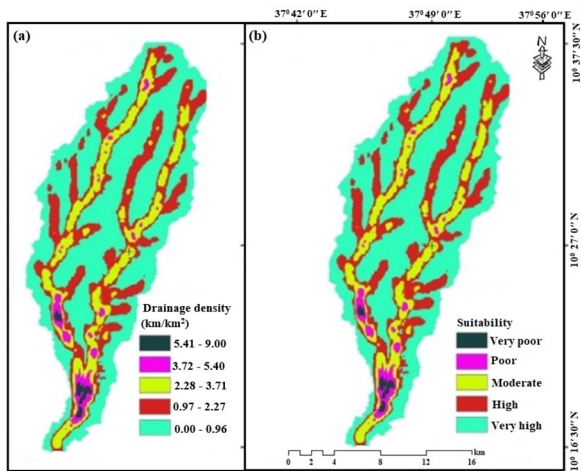 37° 42' 0'' E
37° 49' 0'' E
37° 56' 0'' E
(a)
(b)
N
10° 37' 30''
10° 27' 0''
10° 16' 30''
Drainage density
(km/km²)
5.41 - 9.00
3.72 - 5.40
2.28 - 3.71
0.97 - 2.27
0.00 - 0.96
Suitability
Very poor
Poor
Moderate
High
Very high
km
0 2 4 8 12 16